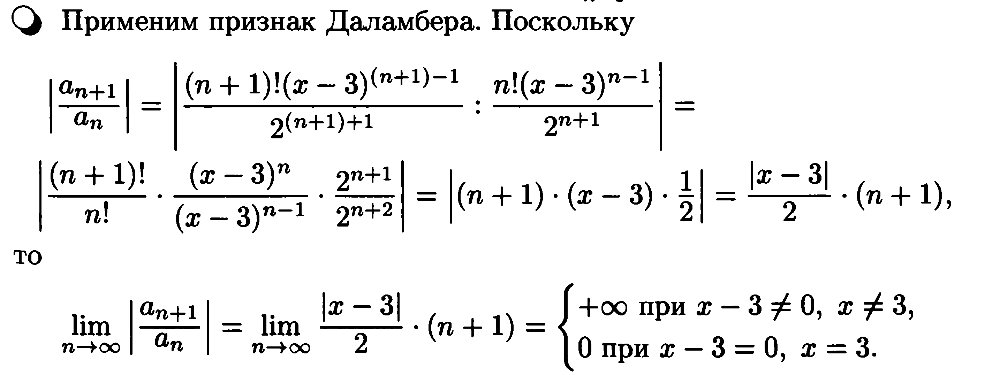 Применим признак Даламбера. Поскольку
$\left|\frac{a_{n+1}}{a_n}\right| = \left|\frac{(n+1)!(x-3)^{(n+1)-1}}{2^{(n+1)+1}} : \frac{n!(x-3)^{n-1}}{2^{n+1}}\right| =$
$\left|\frac{(n+1)!}{n!} \cdot \frac{(x-3)^n}{(x-3)^{n-1}} \cdot \frac{2^{n+1}}{2^{n+2}}\right| = \left|(n+1) \cdot (x-3) \cdot \frac{1}{2}\right| = \frac{|x-3|}{2} \cdot (n+1),$
то
$\lim_{n \to \infty} \left|\frac{a_{n+1}}{a_n}\right| = \lim_{n \to \infty} \frac{|x-3|}{2} \cdot (n+1) = \begin{cases} +\infty \text{ при } x-3 \neq 0, \ x \neq 3, \\ 0 \text{ при } x-3 = 0, \ x = 3. \end{cases}$